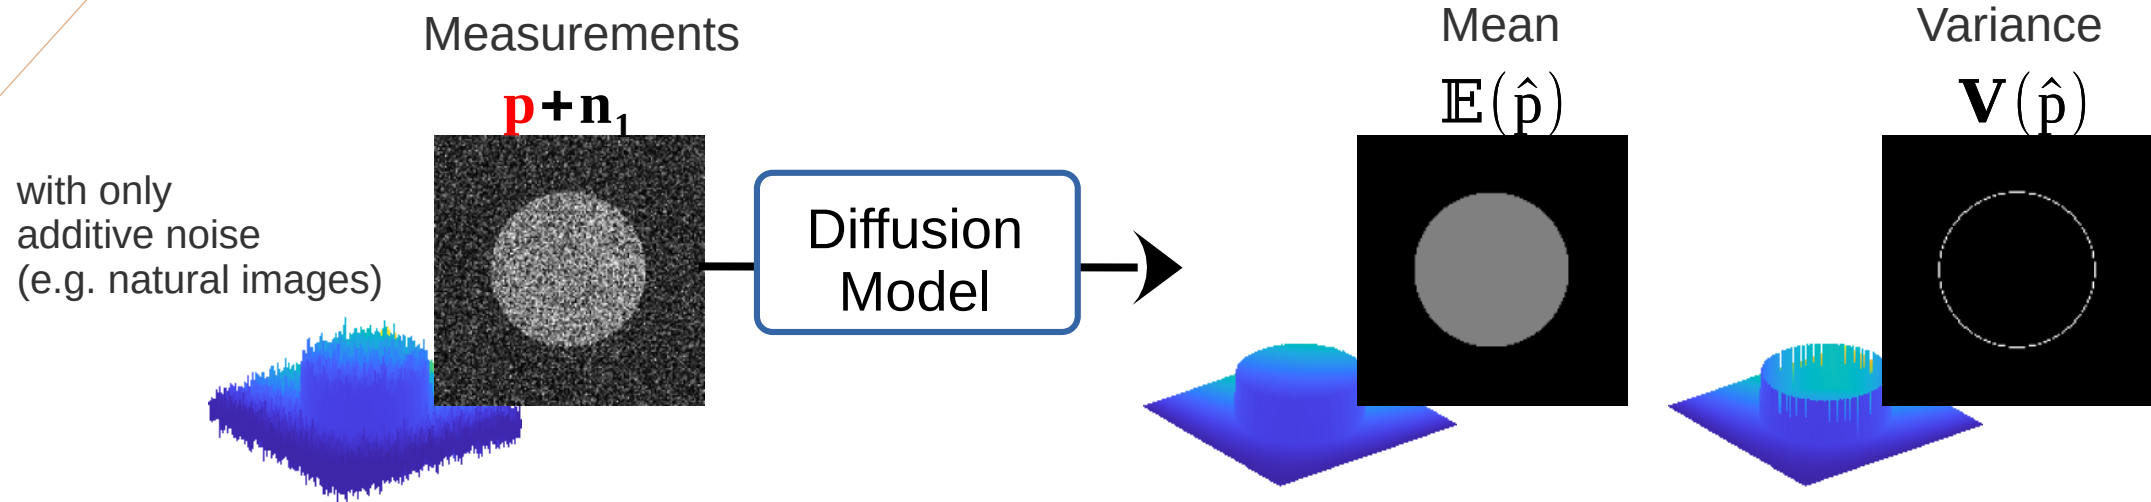 Measurements
p+n₁
with only
additive noise
(e.g. natural images)
Diffusion
Model
Mean
𝔼(p̂)
Variance
V(p̂)